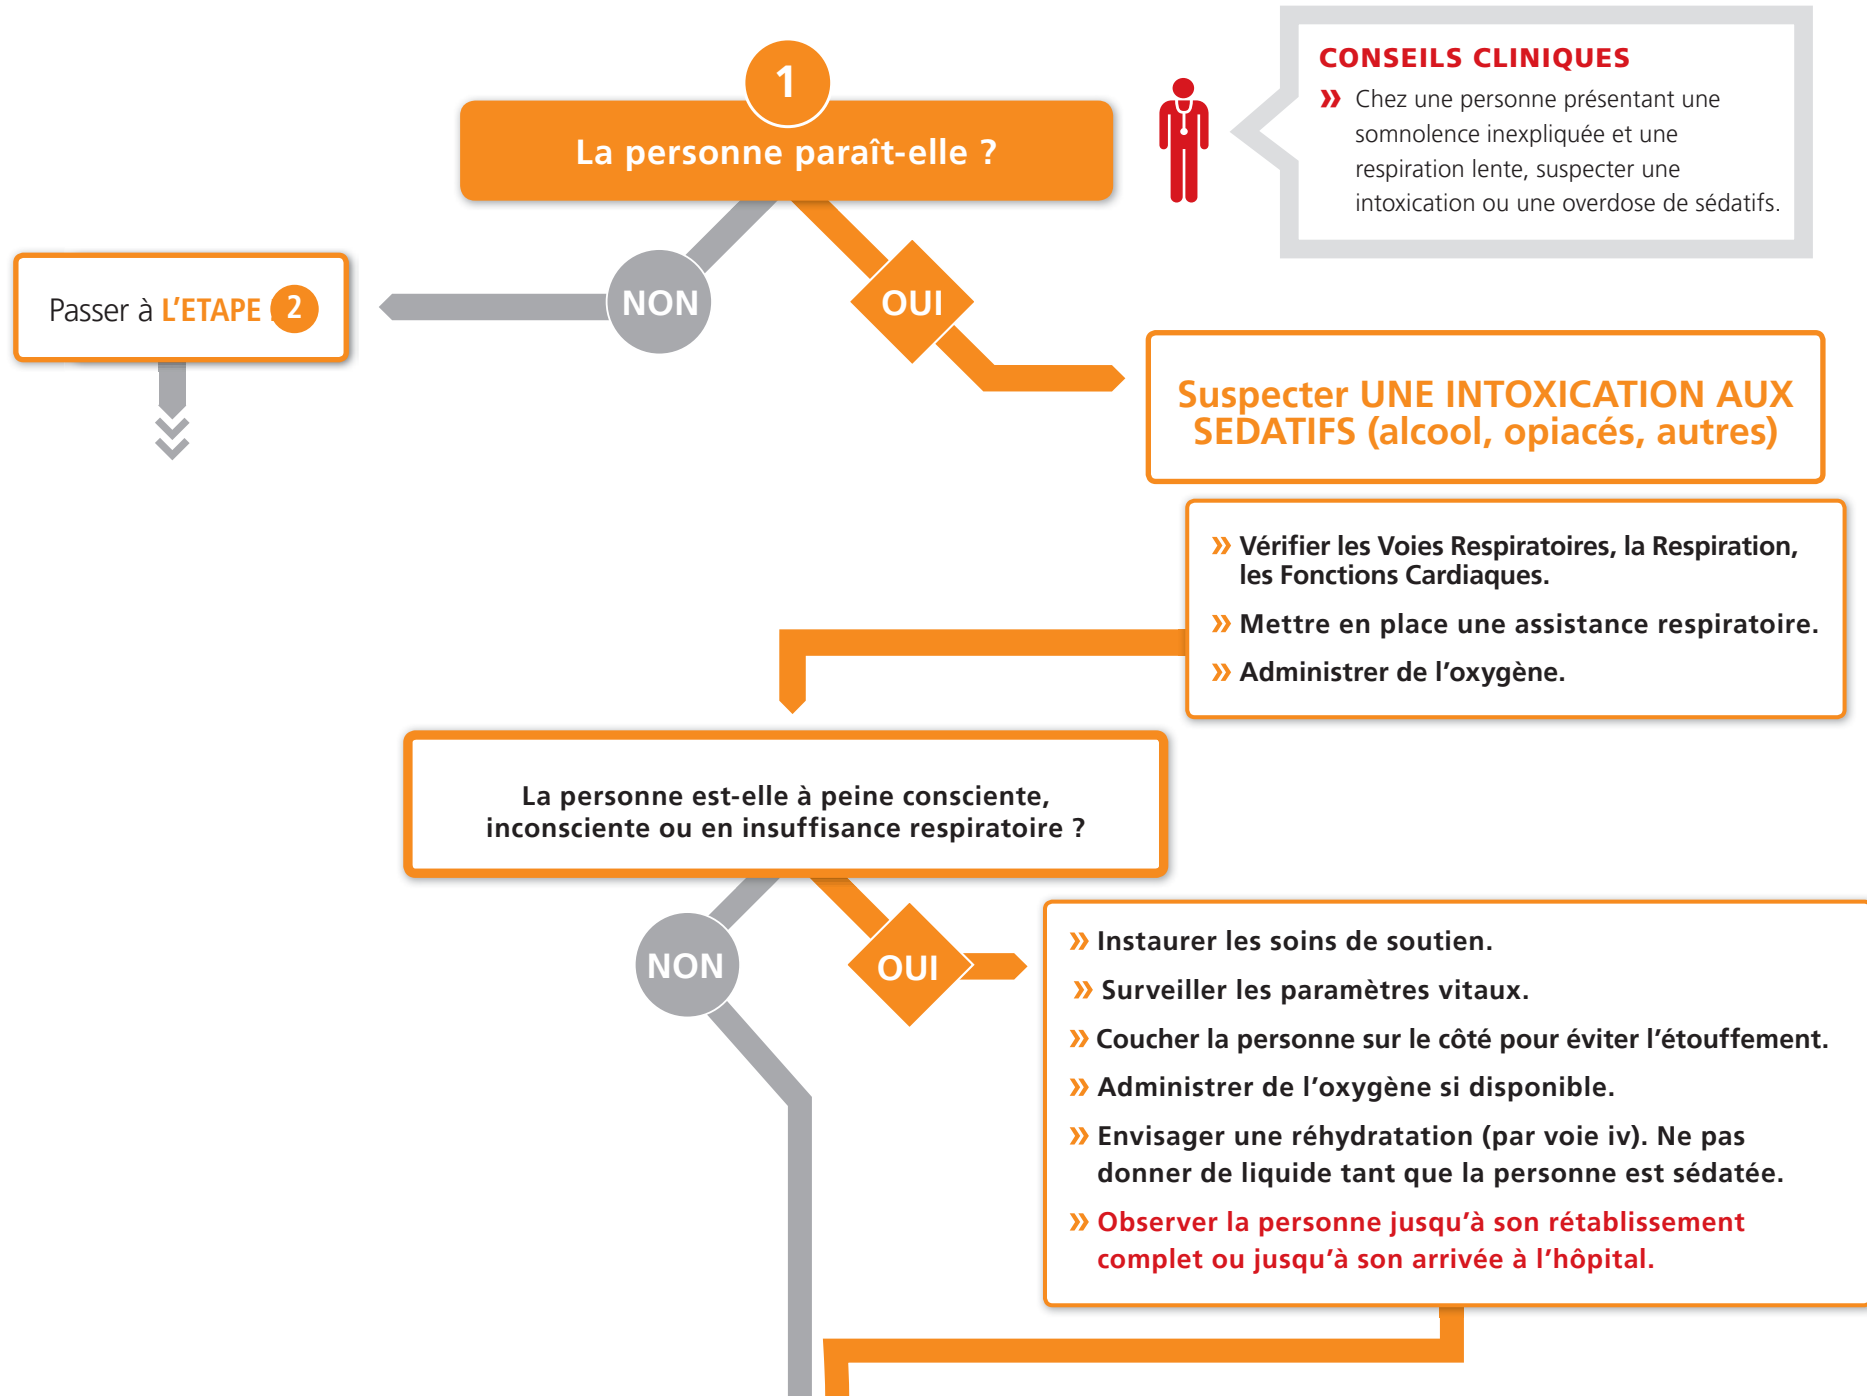 1
La personne paraît-elle ?
CONSEILS CLINIQUES
» Chez une personne présentant une
somnolence inexpliquée et une
respiration lente, suspecter une
intoxication ou une overdose de sédatifs.
NON
OUI
Passer à L'ETAPE 2
Suspecter UNE INTOXICATION AUX
SEDATIFS (alcool, opiacés, autres)
» Vérifier les Voies Respiratoires, la Respiration,
les Fonctions Cardiaques.
» Mettre en place une assistance respiratoire.
» Administrer de l'oxygène.
La personne est-elle à peine consciente,
inconsciente ou en insuffisance respiratoire ?
NON
OUI
» Instaurer les soins de soutien.
» Surveiller les paramètres vitaux.
» Coucher la personne sur le côté pour éviter l'étouffement.
» Administrer de l'oxygène si disponible.
» Envisager une réhydratation (par voie iv). Ne pas
donner de liquide tant que la personne est sédatée.
» Observer la personne jusqu'à son rétablissement
complet ou jusqu'à son arrivée à l'hôpital.